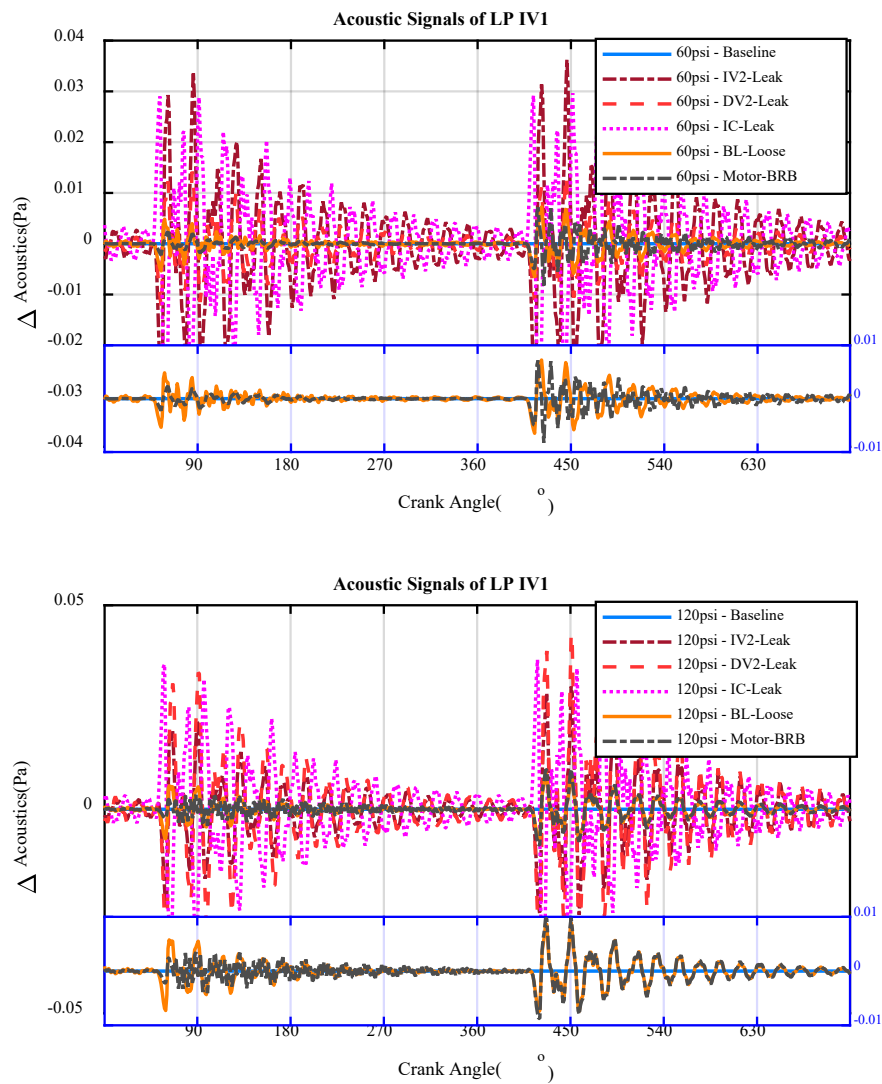 Acoustic Signals of LP IV1
0.04
0.03
0.02
0.01
0
-0.01
-0.02
-0.03
-0.04
Δ Acoustics(Pa)
60psi - Baseline
60psi - IV2-Leak
60psi - DV2-Leak
60psi - IC-Leak
60psi - BL-Loose
60psi - Motor-BRB
0.01
0
-0.01
90 180 270 360 450 540 630
Crank Angle( o )
Acoustic Signals of LP IV1
0.05
0
-0.05
Δ Acoustics(Pa)
120psi - Baseline
120psi - IV2-Leak
120psi - DV2-Leak
120psi - IC-Leak
120psi - BL-Loose
120psi - Motor-BRB
0.01
0
-0.01
90 180 270 360 450 540 630
Crank Angle( o )